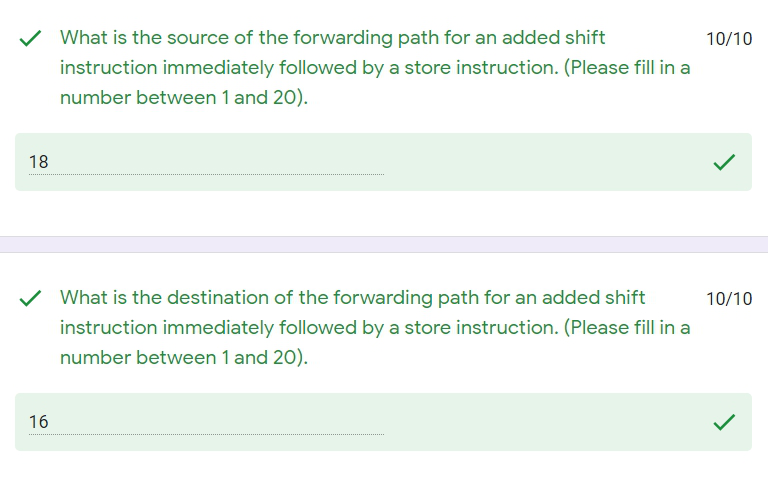 What is the source of the forwarding path for an added shift 10/10
instruction immediately followed by a store instruction. (Please fill in a
number between 1 and 20).
18
What is the destination of the forwarding path for an added shift 10/10
instruction immediately followed by a store instruction. (Please fill in a
number between 1 and 20).
16